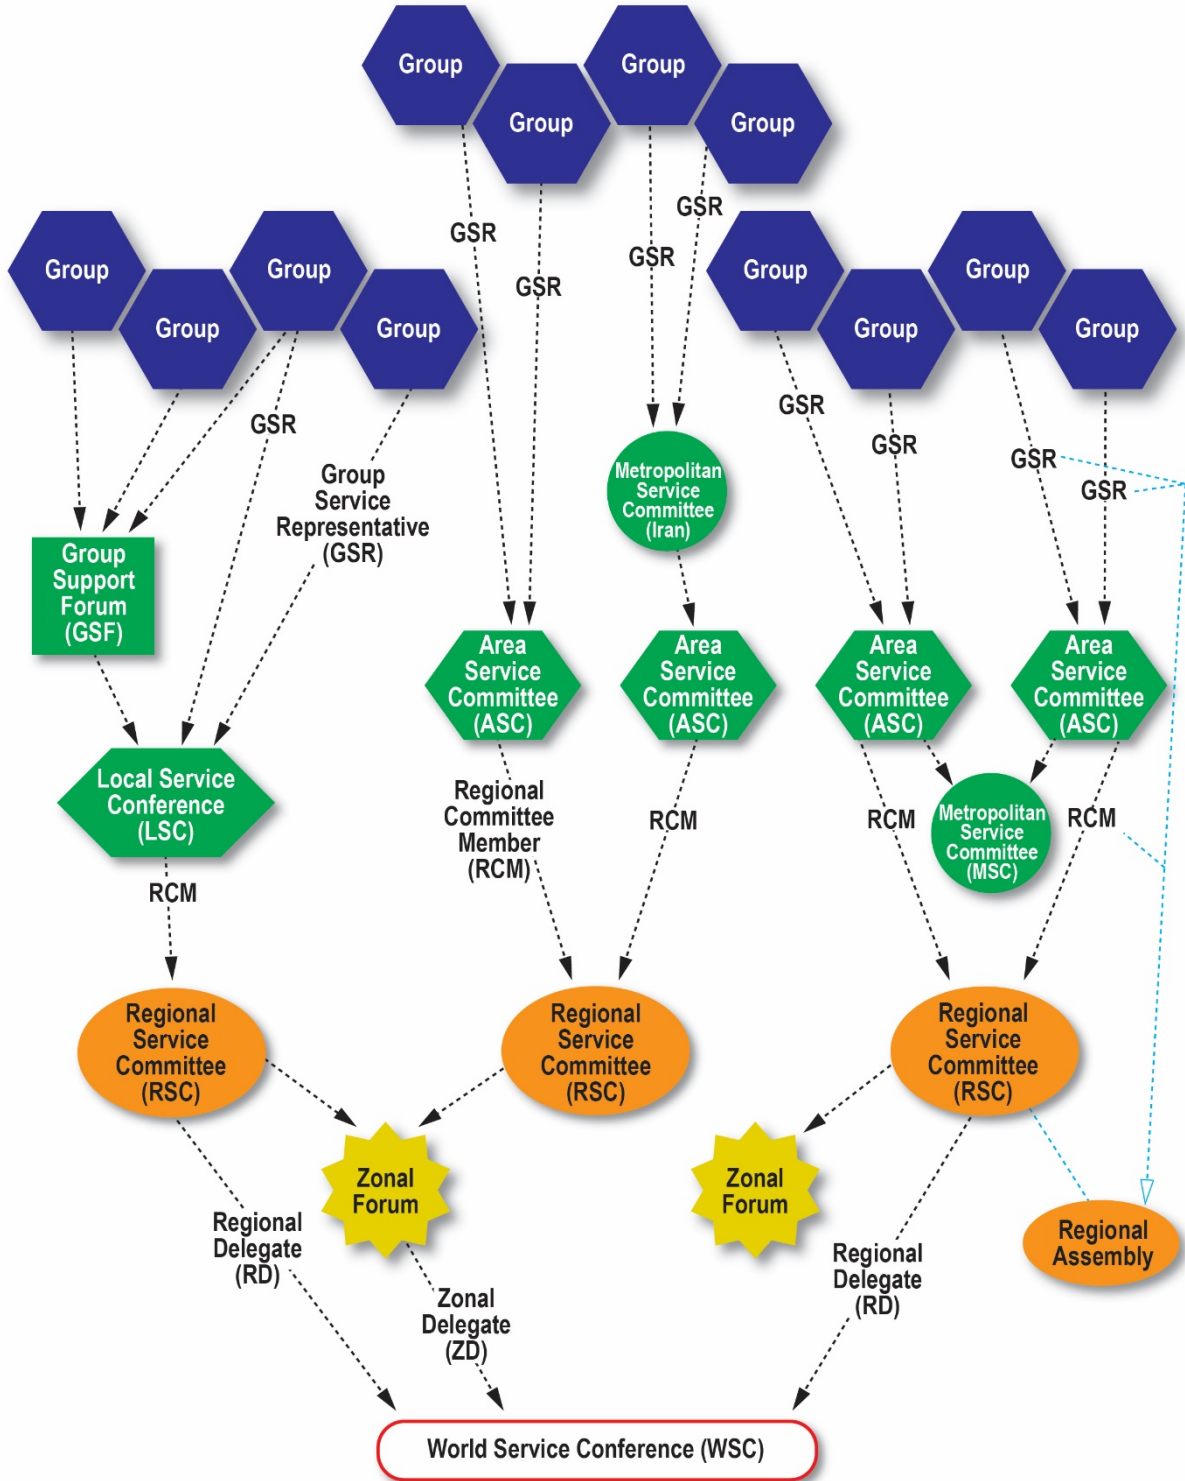 Group
Group
Group
Group
GSR
GSR
GSR
GSR
Group
Group
Group
Group
Group
Group
Group
Group
GSR
Group
Service
Representative
(GSR)
GSR
GSR
GSR
GSR
Metropolitan
Service
Committee
(Iran)
Group
Support
Forum
(GSF)
Area
Service
Committee
(ASC)
Area
Service
Committee
(ASC)
Area
Service
Committee
(ASC)
Area
Service
Committee
(ASC)
Local Service
Conference
(LSC)
Regional
Committee
Member
(RCM)
RCM
RCM
Metropolitan
Service
Committee
(MSC)
RCM
RCM
Regional
Service
Committee
(RSC)
Regional
Service
Committee
(RSC)
Regional
Service
Committee
(RSC)
Zonal
Forum
Zonal
Forum
Regional
Assembly
Regional
Delegate
(RD)
Zonal
Delegate
(ZD)
Regional
Delegate
(RD)
World Service Conference (WSC)